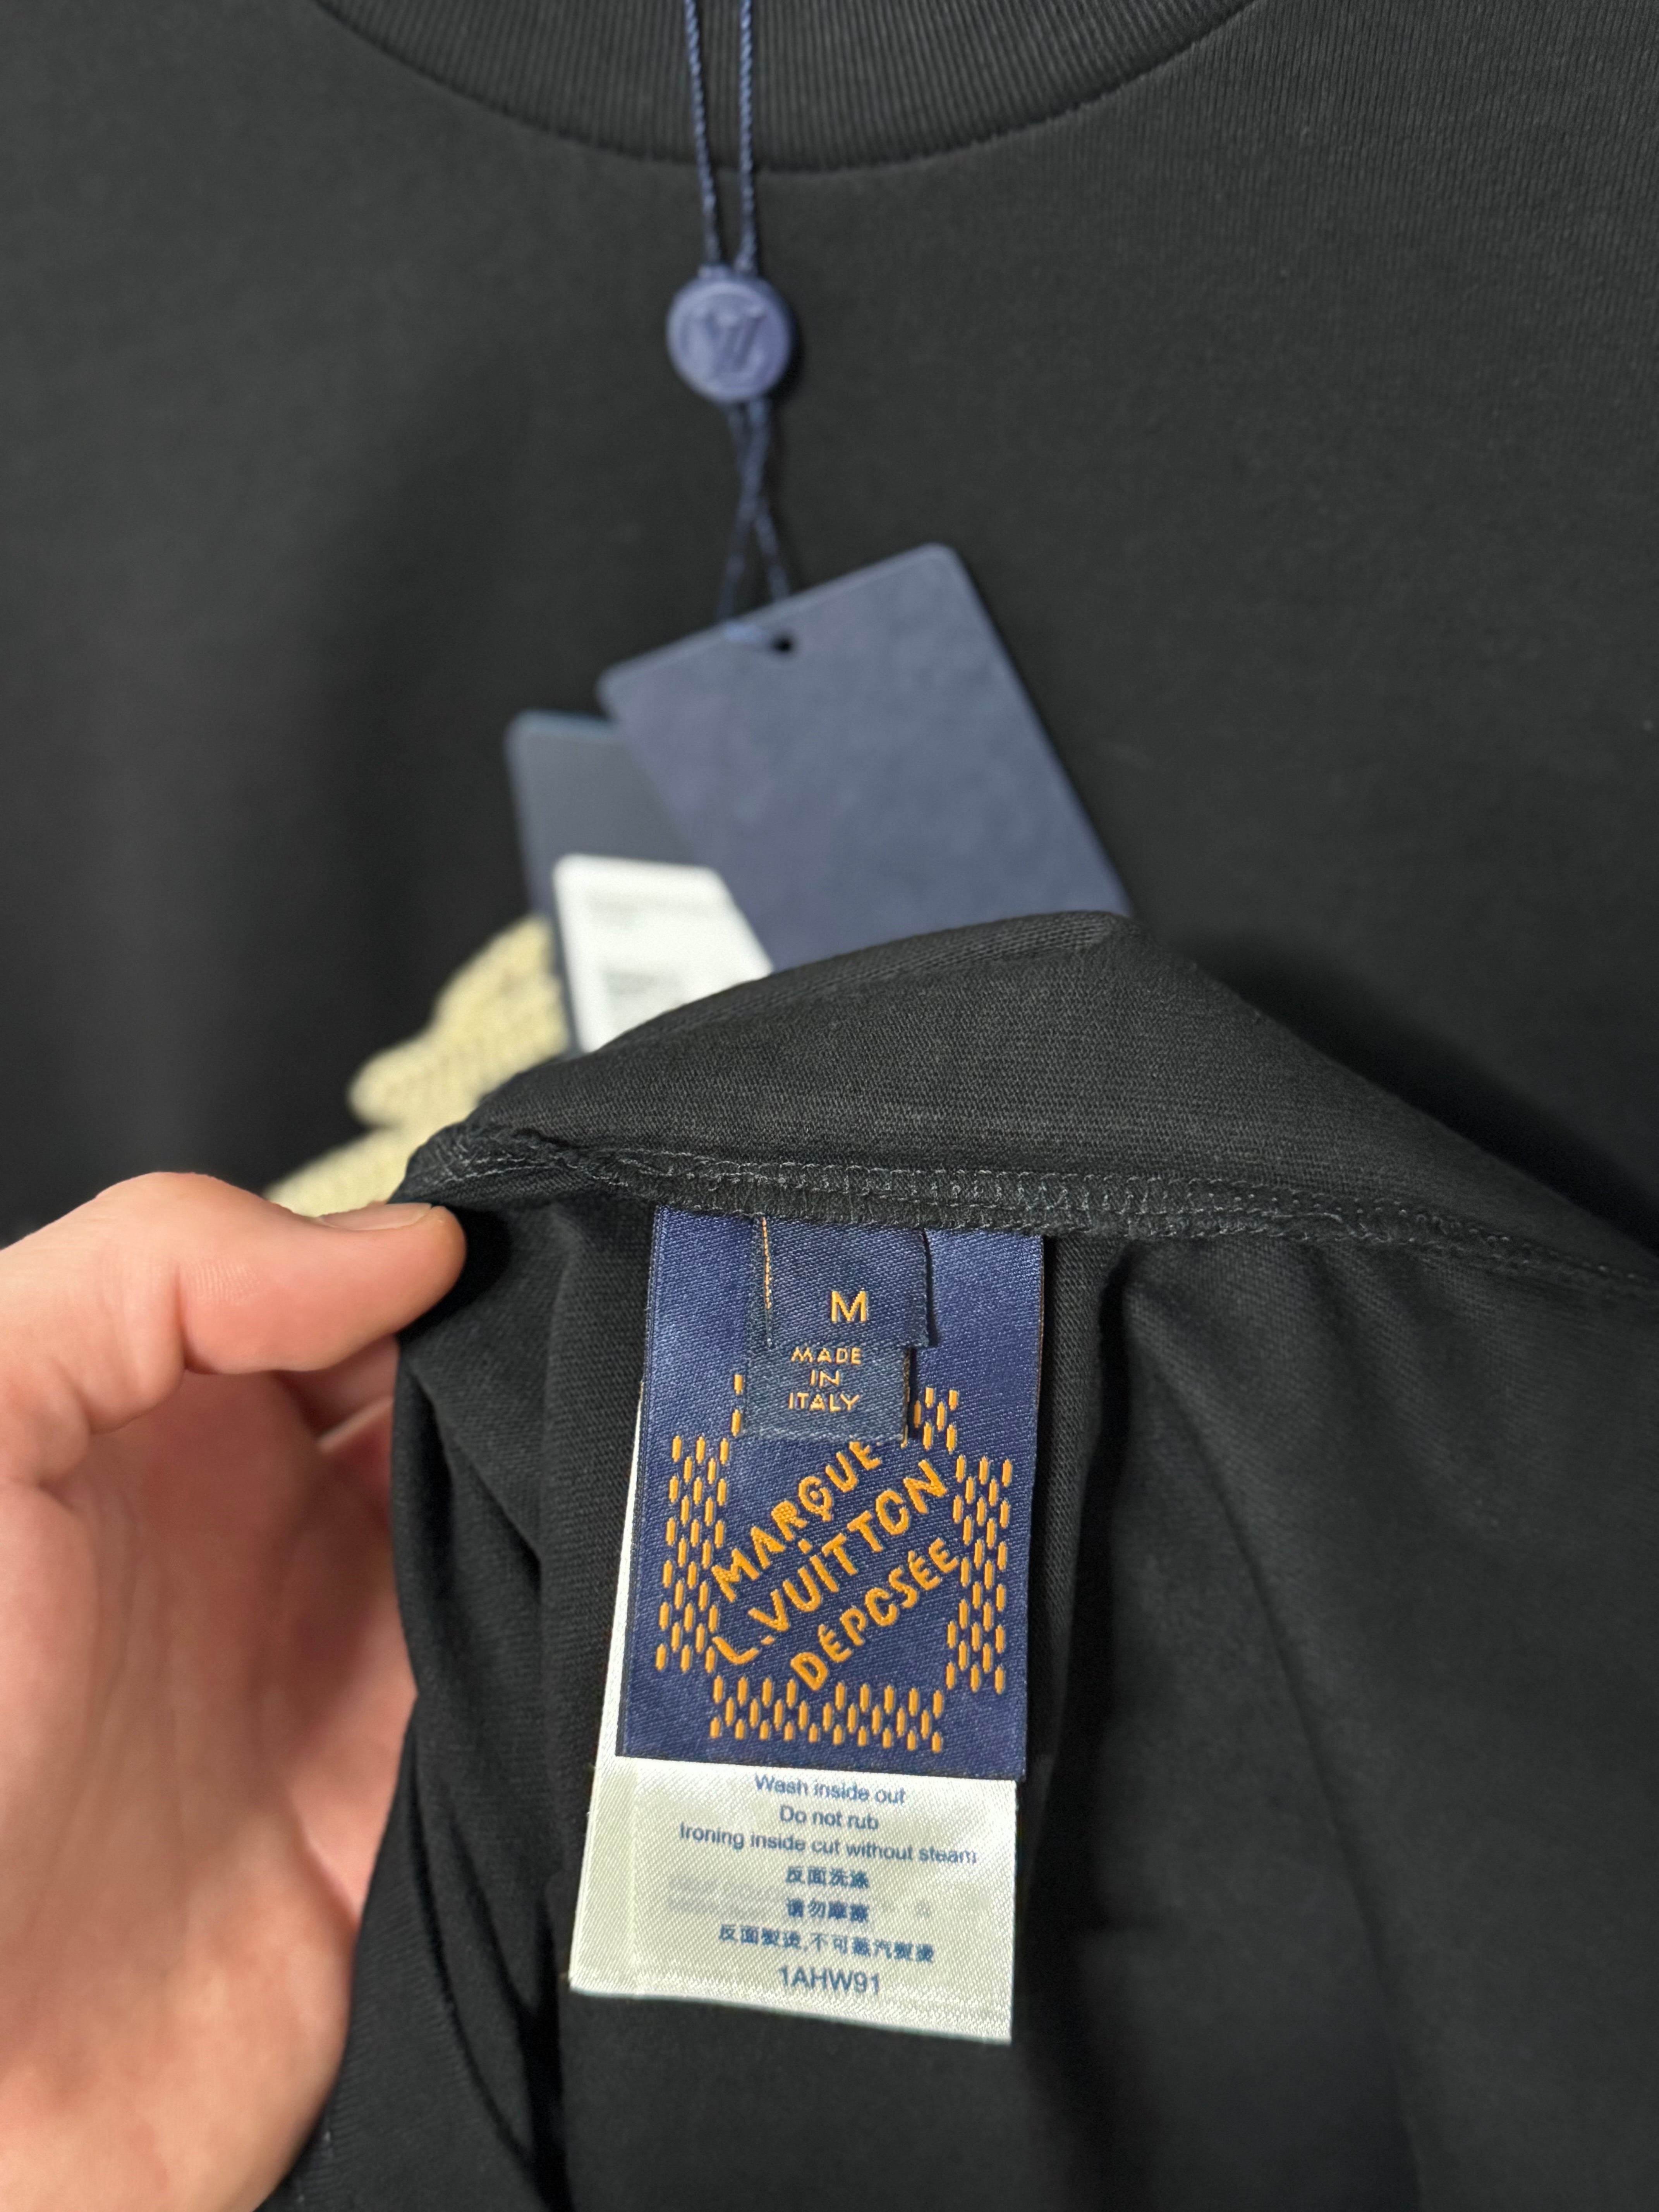 LV
M
MADE
IN
ITALY
MARQUE
L.VUITTON
DÉPOSÉE
Wash inside out
Do not rub
Ironing inside out without steam
反面洗涤
请勿摩擦
反面熨烫,不可蒸汽熨烫
1AHW91